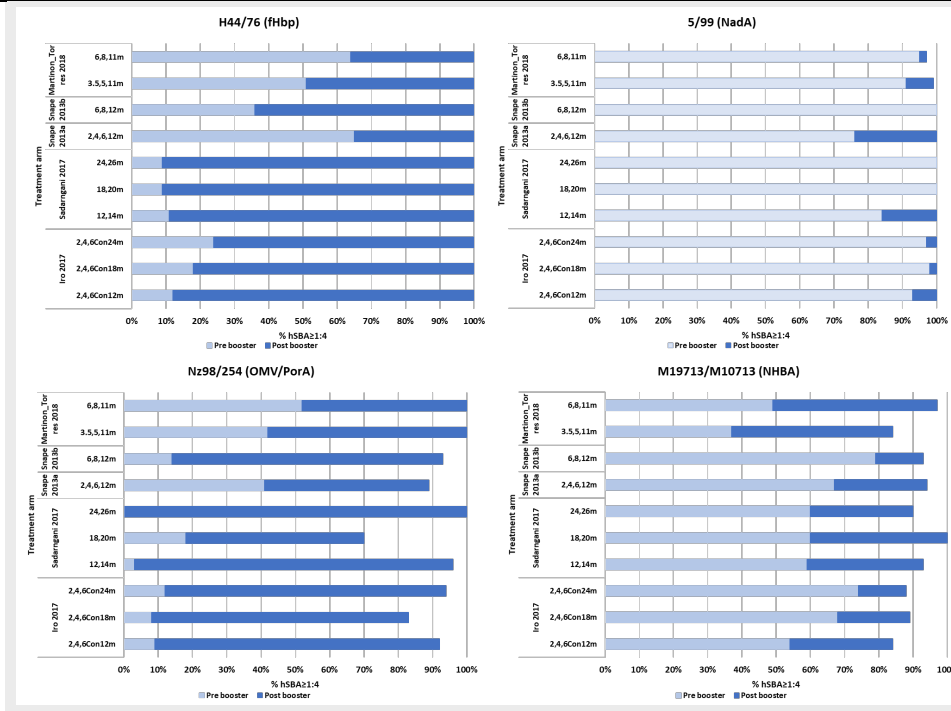 H44/76 (fHbp)
Treatment arm
Martinon_Tor
res 2018
Snape
2013b
Snape
2013a
Sadarngani 2017
Iro 2017
6,8,11m
3.5,5,11m
6,8,12m
2,4,6,12m
24,26m
18,20m
12,14m
2,4,6Con24m
2,4,6Con18m
2,4,6Con12m
0% 10% 20% 30% 40% 50% 60% 70% 80% 90% 100%
% hSBA≥1:4
Pre booster Post booster
5/99 (NadA)
Treatment arm
Martinon_Tor
res 2018
Snape
2013b
Snape
2013a
Sadarngani 2017
Iro 2017
6,8,11m
3.5,5,11m
6,8,12m
2,4,6,12m
24,26m
18,20m
12,14m
2,4,6Con24m
2,4,6Con18m
2,4,6Con12m
0% 10% 20% 30% 40% 50% 60% 70% 80% 90% 100%
% hSBA≥1:4
Pre booster Post booster
Nz98/254 (OMV/PorA)
Treatment arm
Martinon_Tor
res 2018
Snape
2013b
Snape
2013a
Sadarngani 2017
Iro 2017
6,8,11m
3.5,5,11m
6,8,12m
2,4,6,12m
24,26m
18,20m
12,14m
2,4,6Con24m
2,4,6Con18m
2,4,6Con12m
0% 10% 20% 30% 40% 50% 60% 70% 80% 90% 100%
% hSBA≥1:4
Pre booster Post booster
M19713/M10713 (NHBA)
Treatment arm
Martinon_Tor
res 2018
Snape
2013b
Snape
2013a
Sadarngani 2017
Iro 2017
6,8,11m
3.5,5,11m
6,8,12m
2,4,6,12m
24,26m
18,20m
12,14m
2,4,6Con24m
2,4,6Con18m
2,4,6Con12m
0% 10% 20% 30% 40% 50% 60% 70% 80% 90% 100
% hSBA≥1:4
Pre booster Post booster